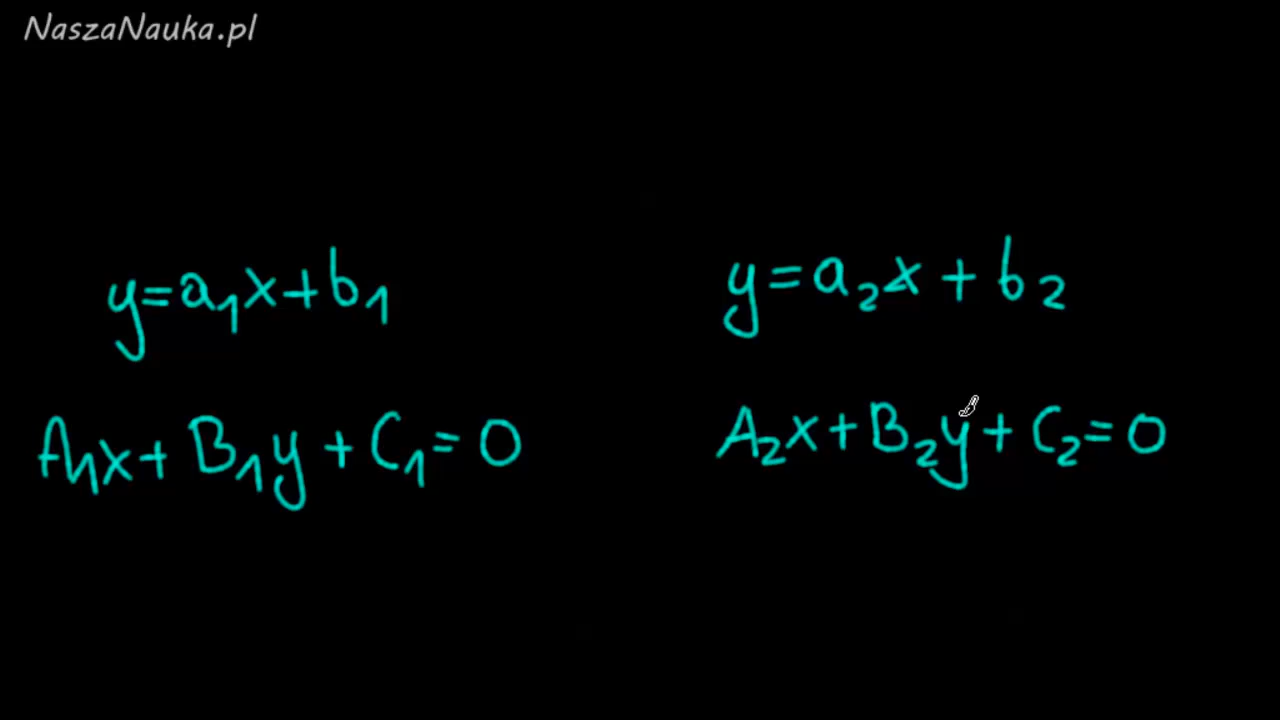 NaszaNauka.pl
y=a₁x+b₁
y=a₂x+b₂
A₁x+B₁y+C₁=0
A₂x+B₂y+C₂=0